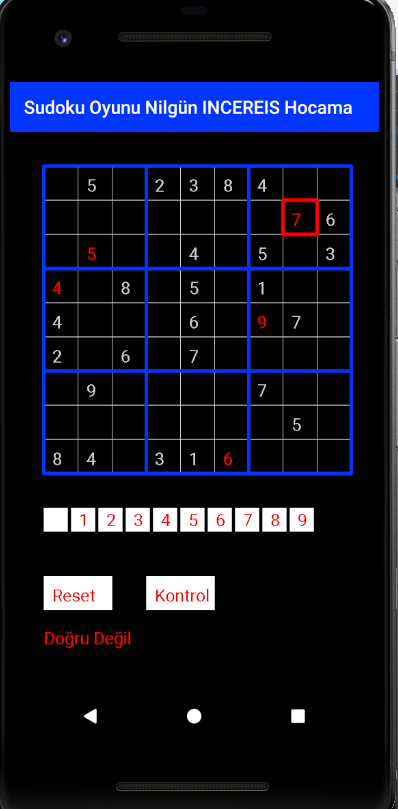 Sudoku Oyunu Nilgün INCEREIS Hocama
5 2 3 8 4
7 6
5 4 5 3
4 8 5 1
4 6 9 7
2 6 7
9 7
5
8 4 3 1 6
1 2 3 4 5 6 7 8 9
Reset Kontrol
Doğru Değil